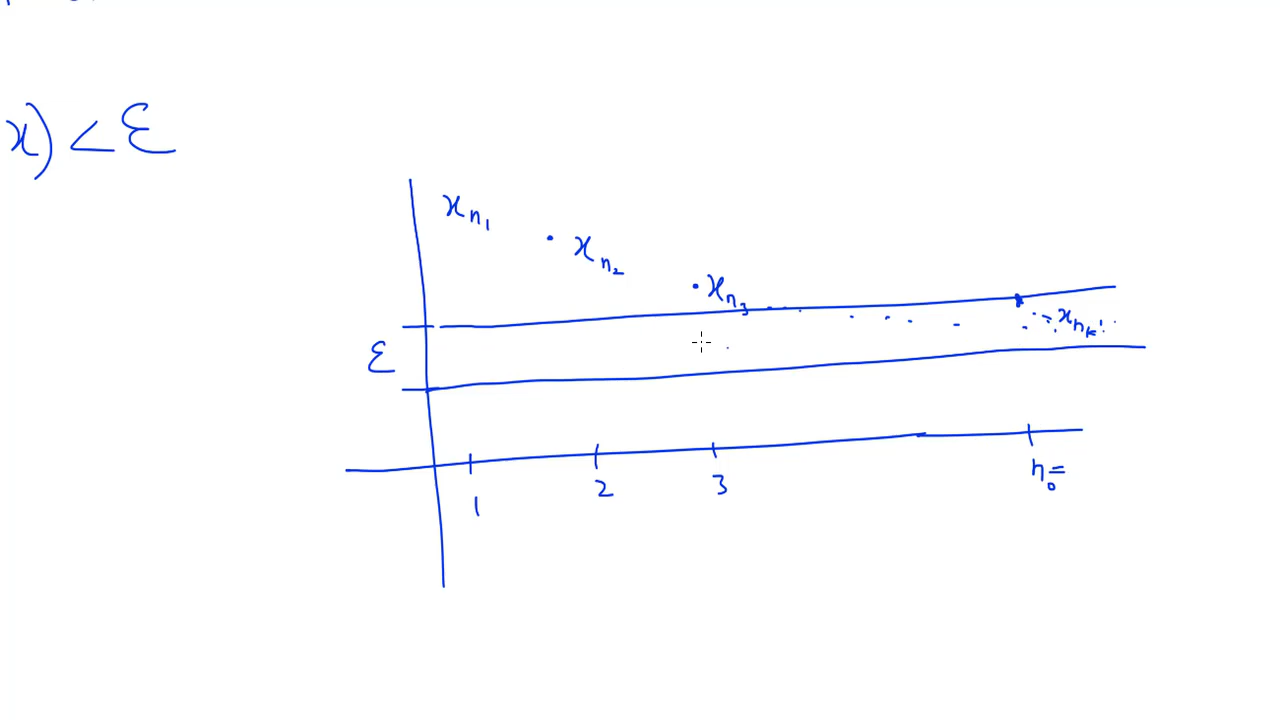 x) < ε
x_{n_1}
x_{n_2}
x_{n_3}
x_{n_k}
ε
1 2 3 n_0 =